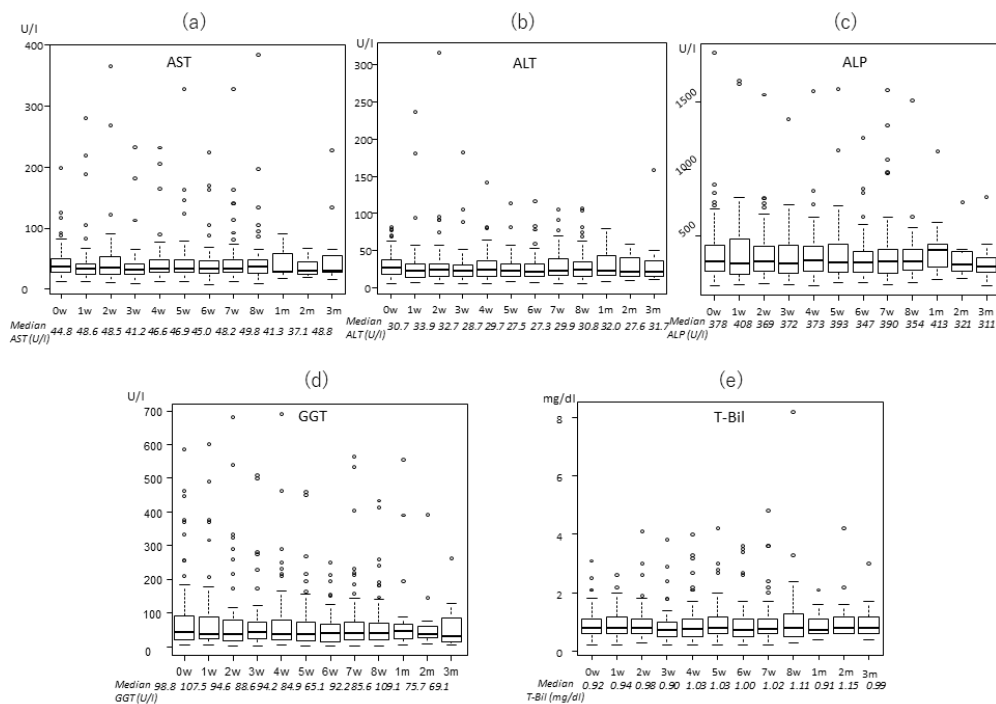 (a)
U/l
AST
400
300
200
100
0
0w 1w 2w 3w 4w 5w 6w 7w 8w 1m 2m 3m
Median 44.8 48.6 48.5 41.2 46.6 46.9 45.0 48.2 49.8 41.3 37.1 48.8
AST (U/l)
(b)
U/l
ALT
300
250
200
150
100
50
0
0w 1w 2w 3w 4w 5w 6w 7w 8w 1m 2m 3m
Median 30.7 33.9 32.7 28.7 29.7 27.5 27.3 29.9 30.8 32.0 27.6 31.7
ALT (U/l)
(c)
U/l
ALP
1500
1000
500
0w 1w 2w 3w 4w 5w 6w 7w 8w 1m 2m 3m
Median 378 408 369 372 373 393 347 390 354 413 321 311
ALP (U/l)
(d)
U/l
GGT
700
600
500
400
300
200
100
0
0w 1w 2w 3w 4w 5w 6w 7w 8w 1m 2m 3m
Median 98.8 107.5 94.6 88.6 94.2 84.9 65.1 92.2 85.6 109.1 75.7 69.1
GGT (U/l)
(e)
mg/dl
T-Bil
8
6
4
2
0
0w 1w 2w 3w 4w 5w 6w 7w 8w 1m 2m 3m
Median 0.92 0.94 0.98 0.90 1.03 1.03 1.00 1.02 1.11 0.91 1.15 0.99
T-Bil (mg/dl)